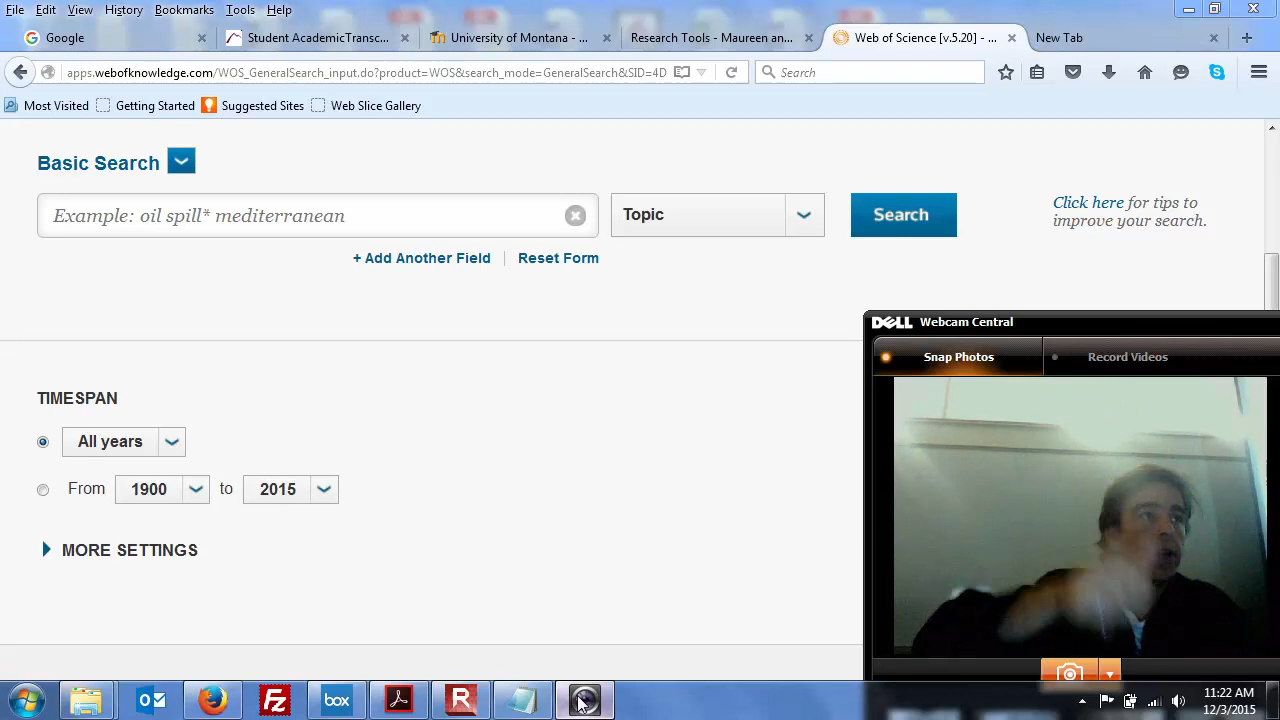 File Edit View History Bookmarks Tools Help
Google Student AcademicTranscr... University of Montana - ... Research Tools - Maureen an... Web of Science [v.5.20] - ... New Tab
apps.webofknowledge.com/WOS_GeneralSearch_input.do?product=WOS&search_mode=GeneralSearch&SID=4D Search
Most Visited Getting Started Suggested Sites Web Slice Gallery
Basic Search
Example: oil spill* mediterranean Topic Search
Click here for tips to
improve your search.
+ Add Another Field Reset Form
TIMESPAN
All years
From 1900 to 2015
MORE SETTINGS
DELL Webcam Central
Snap Photos Record Videos
box
11:22 AM
12/3/2015